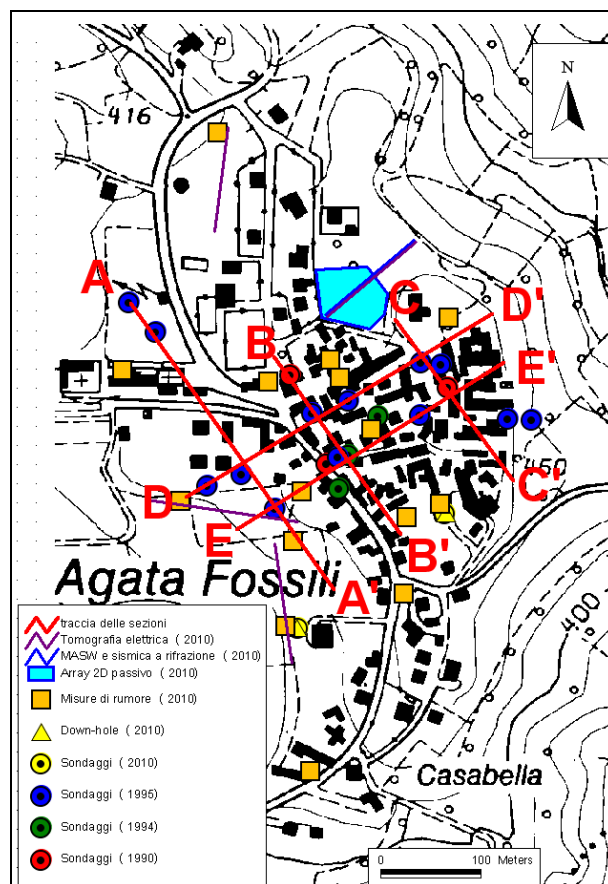 N
416
A
B
C
D'
E'
D
E
C'
460
B'
A'
Agata Fossili
400
Casabella
traccia delle sezioni
Tomografia elettrica ( 2010)
MASW e sismica a rifrazione ( 2010)
Array 2D passivo ( 2010)
Misure di rumore ( 2010)
Down-hole ( 2010)
Sondaggi ( 2010)
Sondaggi ( 1995)
Sondaggi ( 1994)
Sondaggi ( 1990)
0 100 Meters